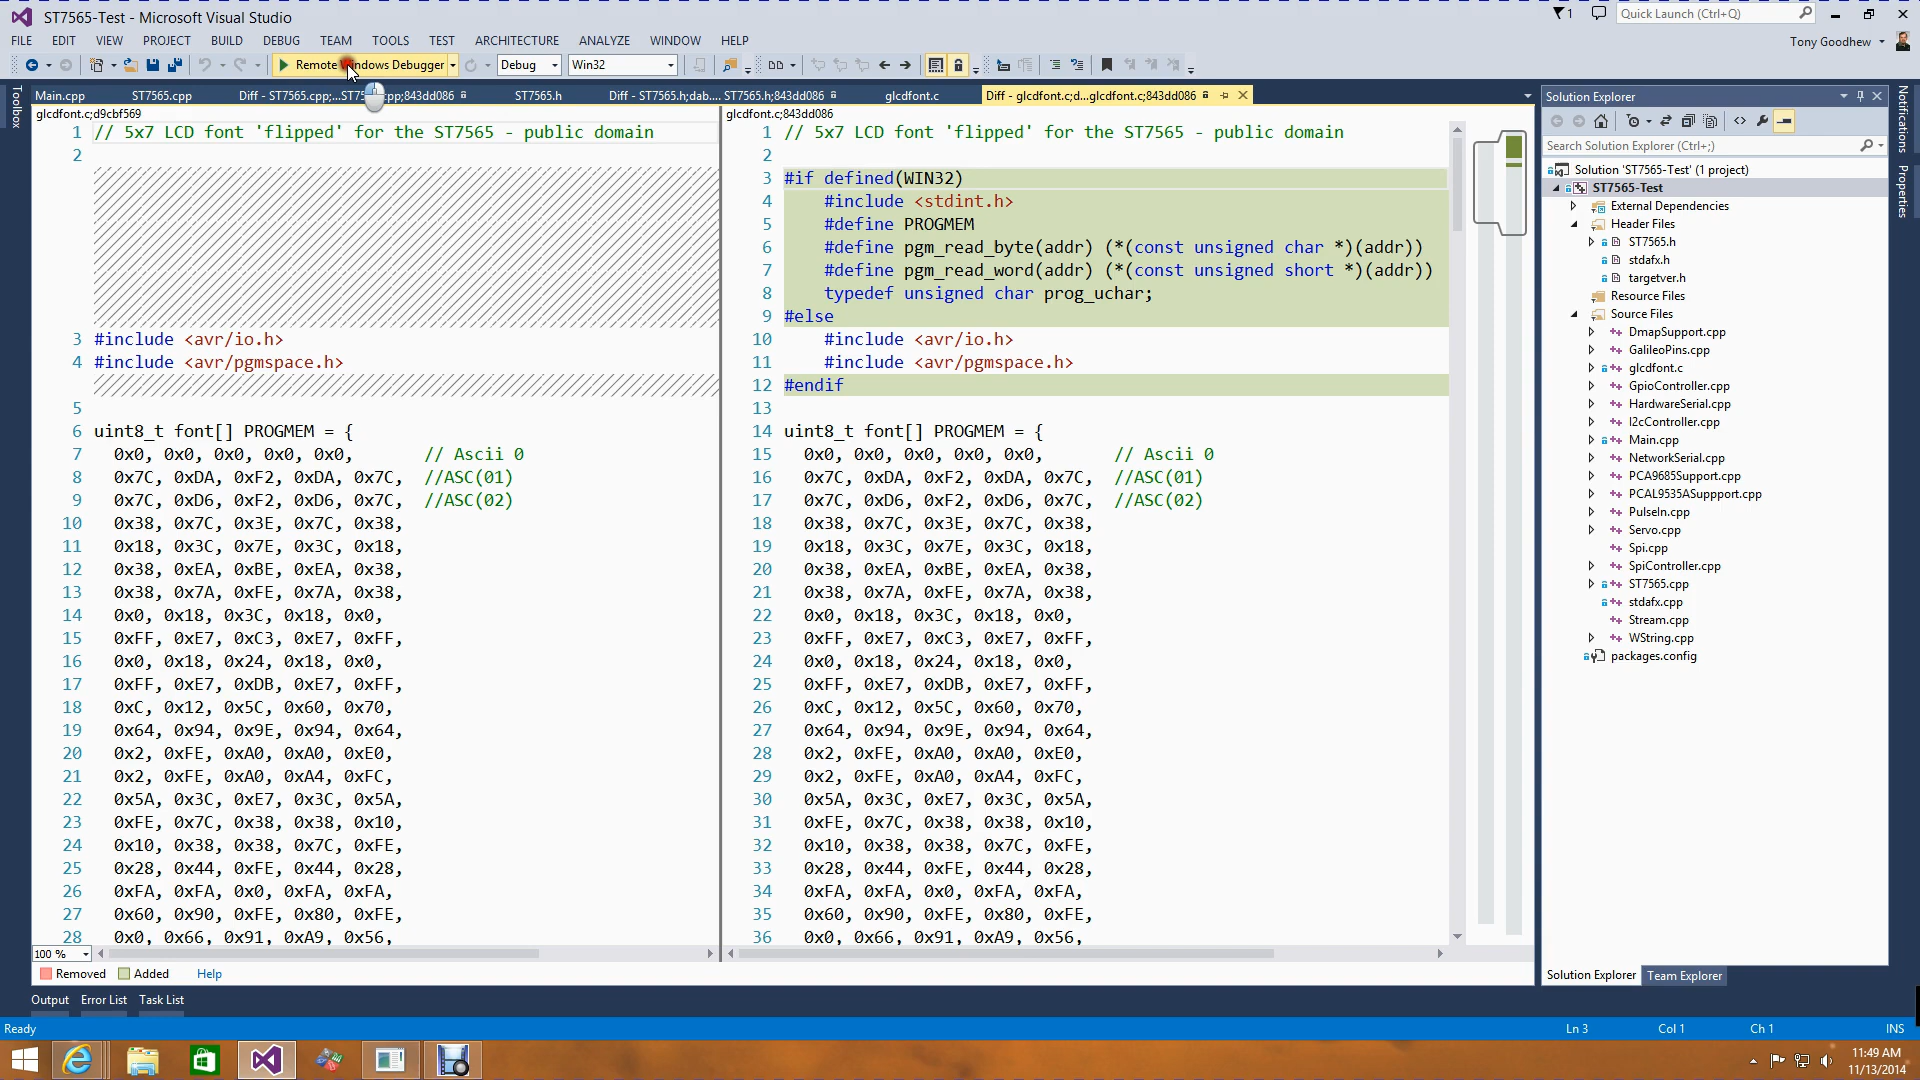 ST7565-Test - Microsoft Visual Studio
1
Quick Launch (Ctrl+Q)
FILE EDIT VIEW PROJECT BUILD DEBUG TEAM TOOLS TEST ARCHITECTURE ANALYZE WINDOW HELP
Tony Goodhew
Remote Windows Debugger Debug Win32
Toolbox
Main.cpp ST7565.cpp Diff - ST7565.cpp;...ST75 cpp;843dd086 ST7565.h Diff - ST7565.h;dab.... ST7565.h;843dd086 glcdfont.c Diff - glcdfont.c;d...glcdfont.c;843dd086
glcdfont.c;d9cbf569
1 // 5x7 LCD font 'flipped' for the ST7565 - public domain
2
3 #include <avr/io.h>
4 #include <avr/pgmspace.h>
5
6 uint8_t font[] PROGMEM = {
7 0x0, 0x0, 0x0, 0x0, 0x0, // Ascii 0
8 0x7C, 0xDA, 0xF2, 0xDA, 0x7C, //ASC(01)
9 0x7C, 0xD6, 0xF2, 0xD6, 0x7C, //ASC(02)
10 0x38, 0x7C, 0x3E, 0x7C, 0x38,
11 0x18, 0x3C, 0x7E, 0x3C, 0x18,
12 0x38, 0xEA, 0xBE, 0xEA, 0x38,
13 0x38, 0x7A, 0xFE, 0x7A, 0x38,
14 0x0, 0x18, 0x3C, 0x18, 0x0,
15 0xFF, 0xE7, 0xC3, 0xE7, 0xFF,
16 0x0, 0x18, 0x24, 0x18, 0x0,
17 0xFF, 0xE7, 0xDB, 0xE7, 0xFF,
18 0xC, 0x12, 0x5C, 0x60, 0x70,
19 0x64, 0x94, 0x9E, 0x94, 0x64,
20 0x2, 0xFE, 0xA0, 0xA0, 0xE0,
21 0x2, 0xFE, 0xA0, 0xA4, 0xFC,
22 0x5A, 0x3C, 0xE7, 0x3C, 0x5A,
23 0xFE, 0x7C, 0x38, 0x38, 0x10,
24 0x10, 0x38, 0x38, 0x7C, 0xFE,
25 0x28, 0x44, 0xFE, 0x44, 0x28,
26 0xFA, 0xFA, 0x0, 0xFA, 0xFA,
27 0x60, 0x90, 0xFE, 0x80, 0xFE,
28 0x0, 0x66, 0x91, 0xA9, 0x56,
glcdfont.c;843dd086
1 // 5x7 LCD font 'flipped' for the ST7565 - public domain
2
3 #if defined(WIN32)
4 #include <stdint.h>
5 #define PROGMEM
6 #define pgm_read_byte(addr) (*(const unsigned char *)(addr))
7 #define pgm_read_word(addr) (*(const unsigned short *)(addr))
8 typedef unsigned char prog_uchar;
9 #else
10 #include <avr/io.h>
11 #include <avr/pgmspace.h>
12 #endif
13
14 uint8_t font[] PROGMEM = {
15 0x0, 0x0, 0x0, 0x0, 0x0, // Ascii 0
16 0x7C, 0xDA, 0xF2, 0xDA, 0x7C, //ASC(01)
17 0x7C, 0xD6, 0xF2, 0xD6, 0x7C, //ASC(02)
18 0x38, 0x7C, 0x3E, 0x7C, 0x38,
19 0x18, 0x3C, 0x7E, 0x3C, 0x18,
20 0x38, 0xEA, 0xBE, 0xEA, 0x38,
21 0x38, 0x7A, 0xFE, 0x7A, 0x38,
22 0x0, 0x18, 0x3C, 0x18, 0x0,
23 0xFF, 0xE7, 0xC3, 0xE7, 0xFF,
24 0x0, 0x18, 0x24, 0x18, 0x0,
25 0xFF, 0xE7, 0xDB, 0xE7, 0xFF,
26 0xC, 0x12, 0x5C, 0x60, 0x70,
27 0x64, 0x94, 0x9E, 0x94, 0x64,
28 0x2, 0xFE, 0xA0, 0xA0, 0xE0,
29 0x2, 0xFE, 0xA0, 0xA4, 0xFC,
30 0x5A, 0x3C, 0xE7, 0x3C, 0x5A,
31 0xFE, 0x7C, 0x38, 0x38, 0x10,
32 0x10, 0x38, 0x38, 0x7C, 0xFE,
33 0x28, 0x44, 0xFE, 0x44, 0x28,
34 0xFA, 0xFA, 0x0, 0xFA, 0xFA,
35 0x60, 0x90, 0xFE, 0x80, 0xFE,
36 0x0, 0x66, 0x91, 0xA9, 0x56,
100 %
Removed Added Help
Solution Explorer
Search Solution Explorer (Ctrl+;)
Solution 'ST7565-Test' (1 project)
ST7565-Test
External Dependencies
Header Files
ST7565.h
stdafx.h
targetver.h
Resource Files
Source Files
DmapSupport.cpp
GalileoPins.cpp
glcdfont.c
GpioController.cpp
HardwareSerial.cpp
I2cController.cpp
Main.cpp
NetworkSerial.cpp
PCA9685Support.cpp
PCAL9535ASuppport.cpp
PulseIn.cpp
Servo.cpp
Spi.cpp
SpiController.cpp
ST7565.cpp
stdafx.cpp
Stream.cpp
WString.cpp
packages.config
Solution Explorer Team Explorer
Notifications
Properties
Output Error List Task List
Ready Ln 3 Col 1 Ch 1 INS
11:49 AM
11/13/2014